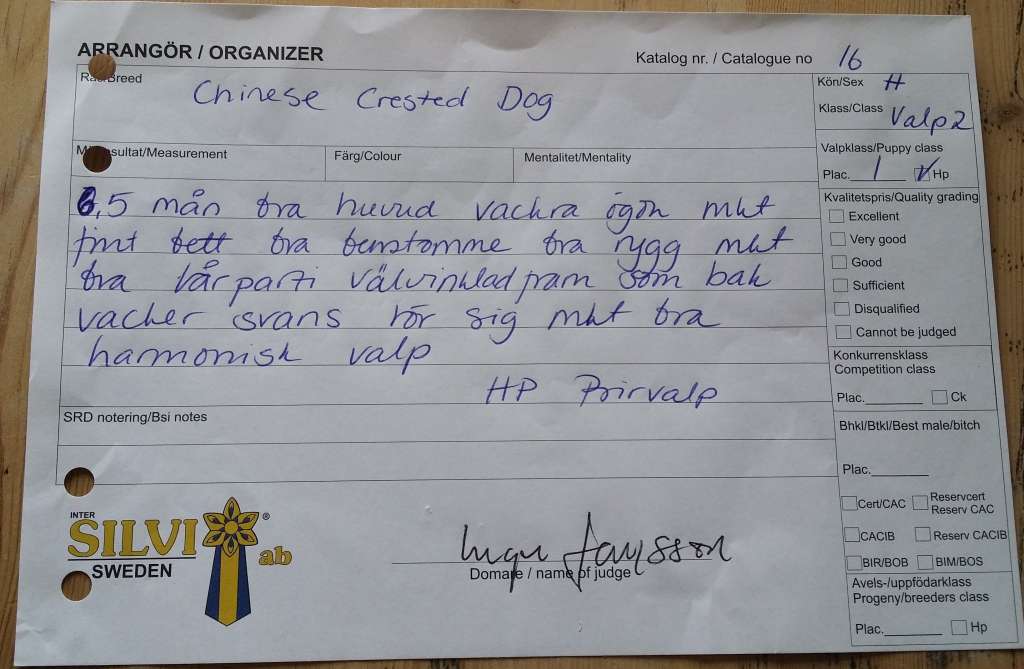 ARRANGÖR / ORGANIZER
Katalog nr. / Catalogue no 16
Breed
Chinese Crested Dog
Kön/Sex H
Klass/Class Valp 2
sultat/Measurement
Färg/Colour
Mentalitet/Mentality
Valpklass/Puppy class
Plac. 1 Hp
6,5 mån bra huvud vackra ögon mkt
fint bett bra benstomme bra rygg mkt
bra lårparti välvinklad fram som bak
vacker svans rör sig mkt bra
harmonisk valp
HP Brirvalp
Kvalitetspris/Quality grading
Excellent
Very good
Good
Sufficient
Disqualified
Cannot be judged
Konkurrensklass
Competition class
Plac. Ck
SRD notering/Bsi notes
Bhkl/Btkl/Best male/bitch
Plac.
Cert/CAC
Reservcert
Reserv CAC
CACIB
Reserv CACIB
BIR/BOB
BIM/BOS
Avels-/uppfödarklass
Progeny/breeders class
Plac. Hp
INTER
SILVI ® ab
SWEDEN
Domare / name of judge